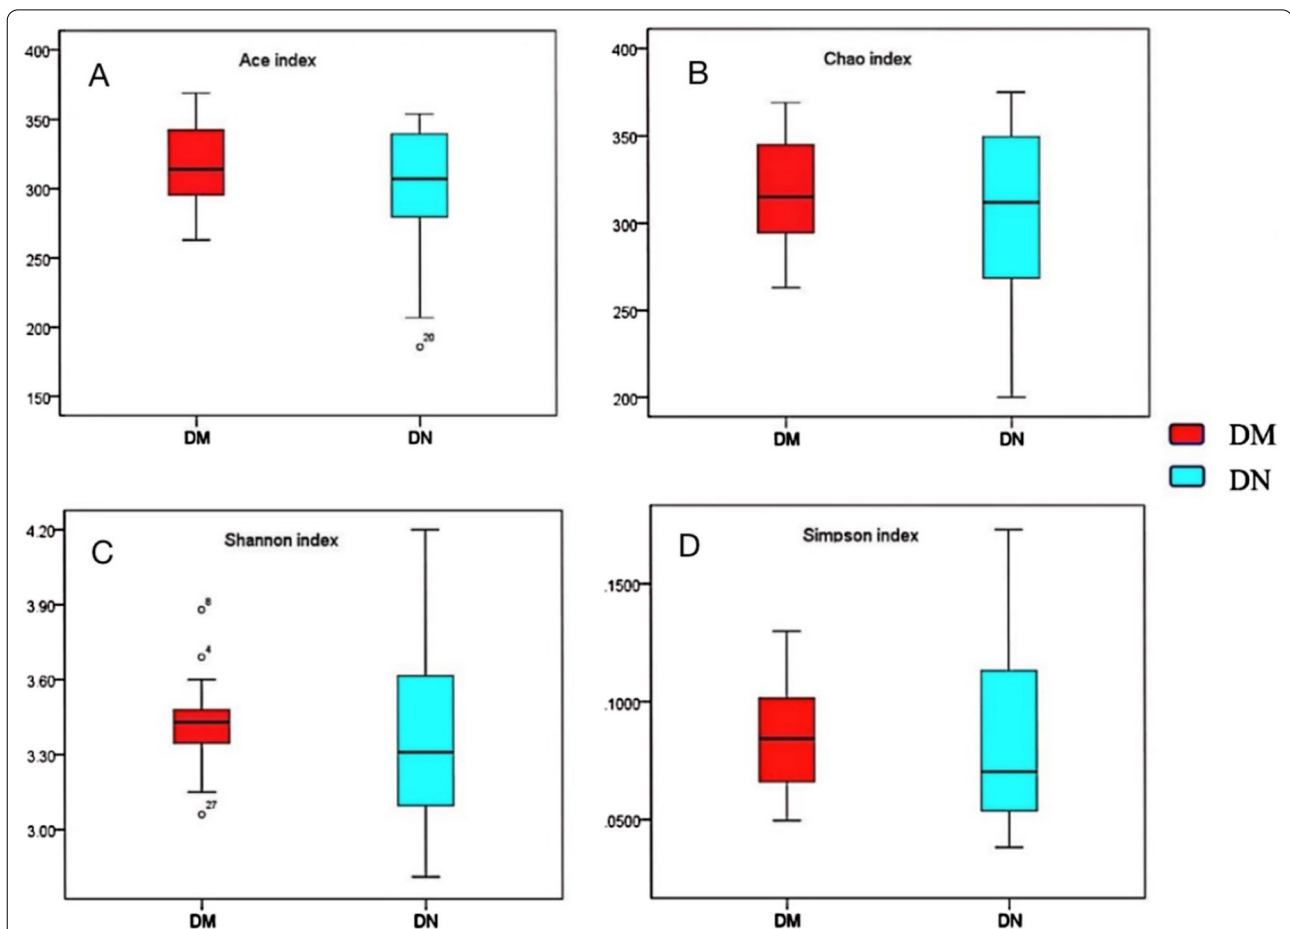 A
Ace index
400
350
300
250
200
150
20
DM
DN
B
Chao index
400
350
300
250
200
DM
DN
DM
DN
C
Shannon index
4.20
3.90
3.60
3.30
3.00
8
4
27
DM
DN
D
Simpson index
.1500
.1000
.0500
DM
DN